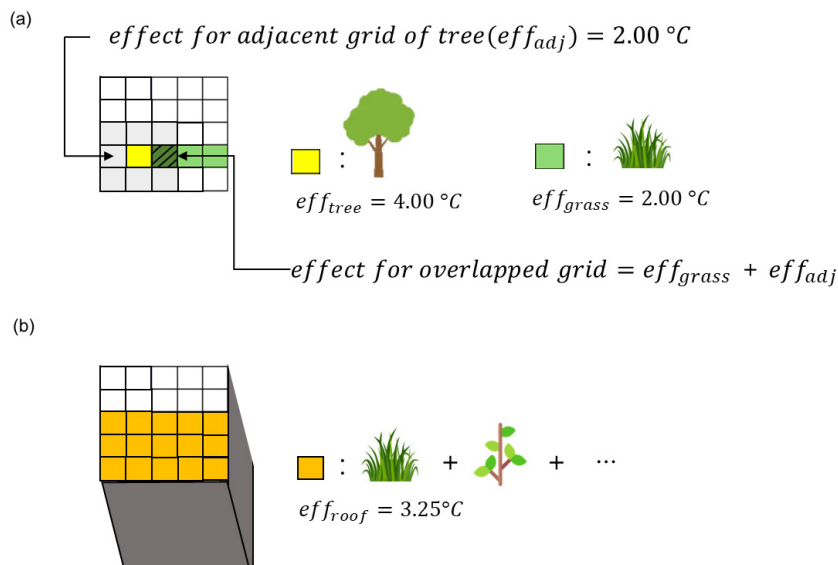 (a)
effect for adjacent grid of tree(eff_adj) = 2.00 °C
:
:
eff_tree = 4.00 °C
eff_grass = 2.00 °C
effect for overlapped grid = eff_grass + eff_adj
(b)
: + + ...
eff_roof = 3.25°C